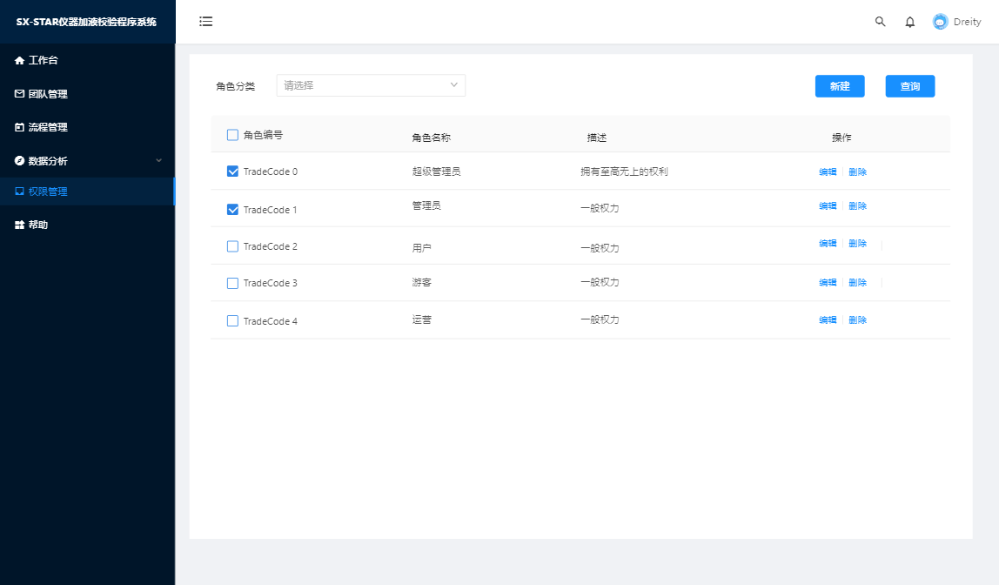 SX-STAR仪器加液校验程序系统
Dreity
工作台
团队管理
流程管理
数据分析
权限管理
帮助
角色分类 请选择 新建 查询
角色编号 角色名称 描述 操作
TradeCode 0 超级管理员 拥有至高无上的权利 编辑 删除
TradeCode 1 管理员 一般权力 编辑 删除
TradeCode 2 用户 一般权力 编辑 删除
TradeCode 3 游客 一般权力 编辑 删除
TradeCode 4 运营 一般权力 编辑 删除